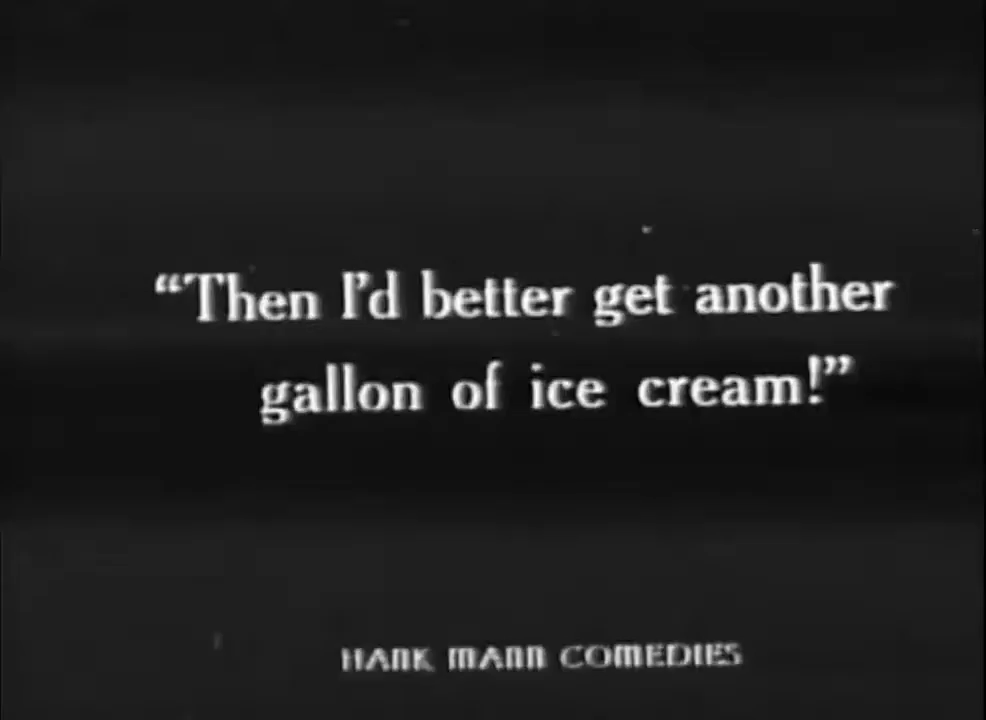 “Then I’d better get another
gallon of ice cream!”
HANK MANN COMEDIES